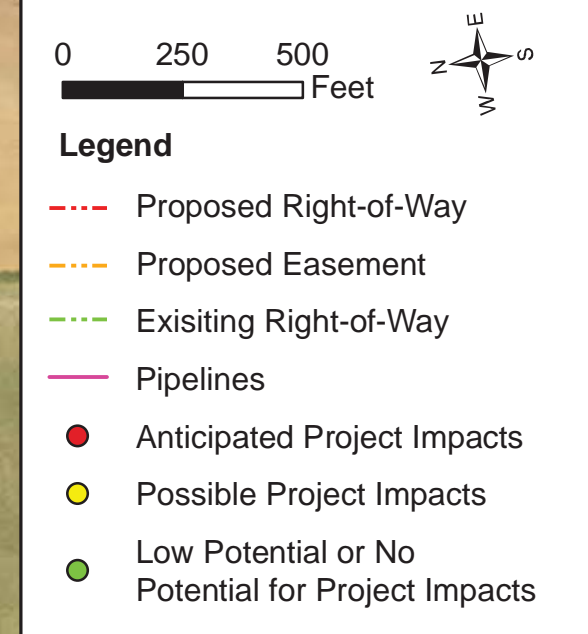 0 250 500
Feet
E
N S
W
Legend
Proposed Right-of-Way
Proposed Easement
Exisiting Right-of-Way
Pipelines
Anticipated Project Impacts
Possible Project Impacts
Low Potential or No
Potential for Project Impacts